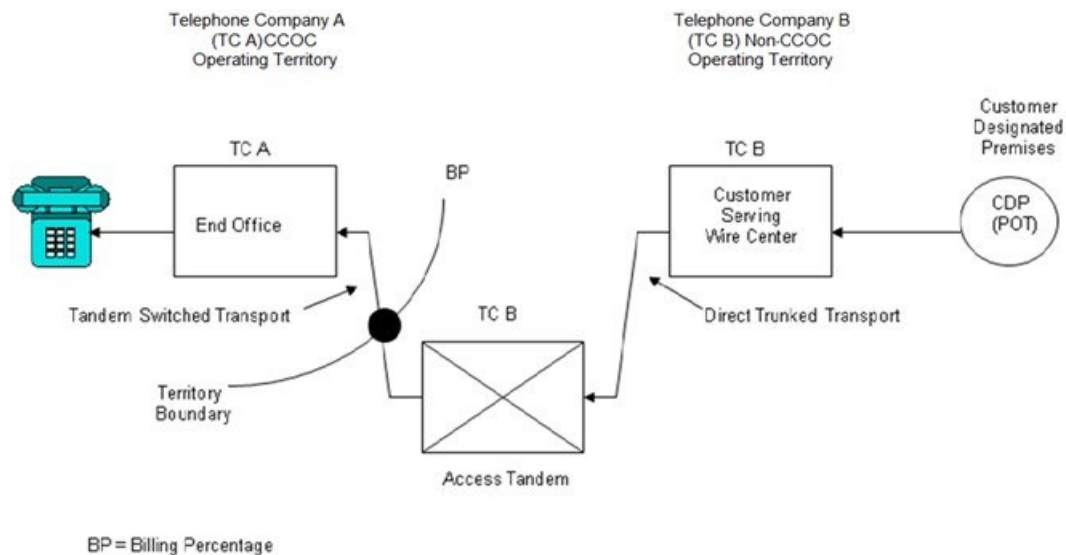 Telephone Company A
(TC A)CCOC
Operating Territory
Telephone Company B
(TC B) Non-CCOC
Operating Territory
Customer
Designated
Premises
TC A
BP
TC B
End Office
Customer
Serving
Wire Center
CDP
(POT)
Tandem Switched Transport
TC B
Direct Trunked Transport
Territory
Boundary
Access Tandem
BP = Billing Percentage